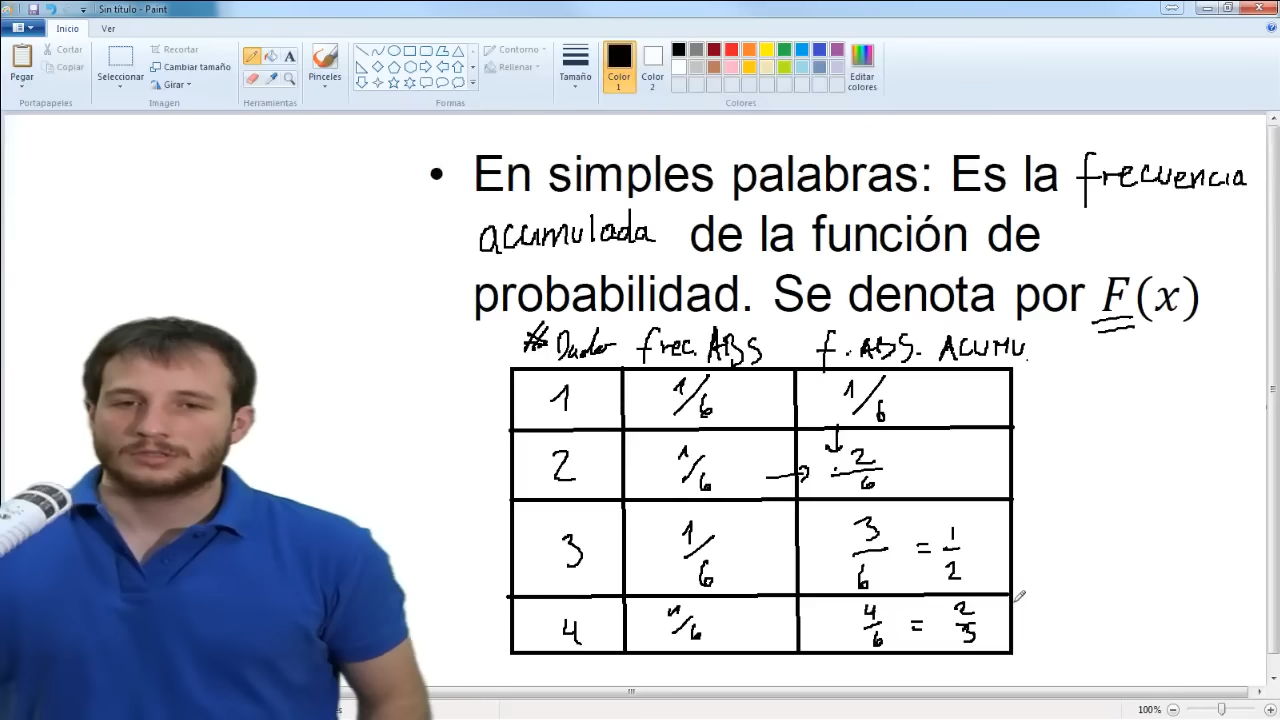 Sin título - Paint
Inicio Ver
Pegar
Cortar
Copiar
Portapapeles
Seleccionar
Recortar
Cambiar tamaño
Girar
Imagen
A
Herramientas
Pinceles
Contorno
Rellenar
Formas
Tamaño
Color 1
Color 2
Editar colores
Colores
• En simples palabras: Es la frecuencia
acumulada de la función de
probabilidad. Se denota por F(x)
# Dado frec. ABS f. ABS. ACUMU.
1 1/6 1/6
2 1/6 → 2/6
3 1/6 3/6 = 1/2
4 1/6 4/6 = 2/3
100%